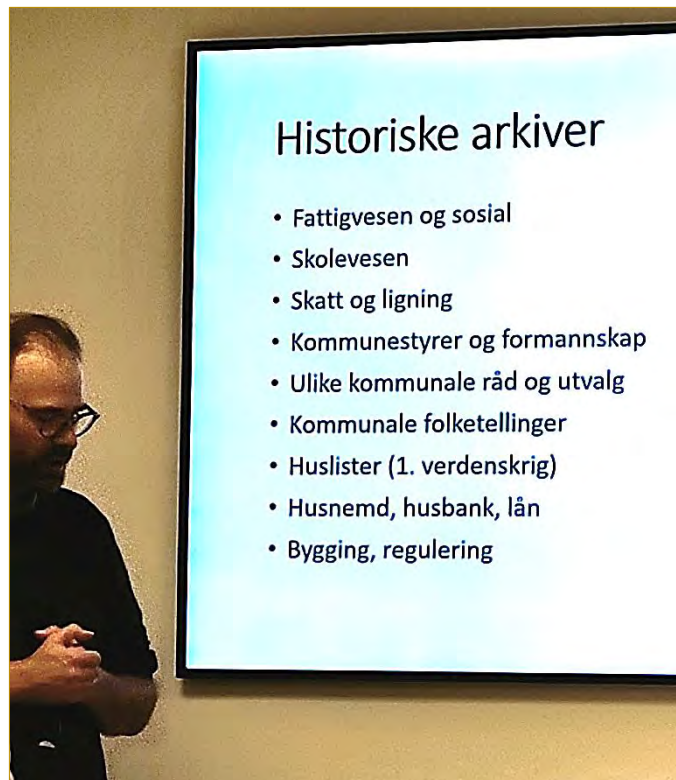 Historiske arkiver
• Fattigvesen og sosial
• Skolevesen
• Skatt og ligning
• Kommunestyrer og formannskap
• Ulike kommunale råd og utvalg
• Kommunale folketellinger
• Huslister (1. verdenskrig)
• Husnemd, husbank, lån
• Bygging, regulering